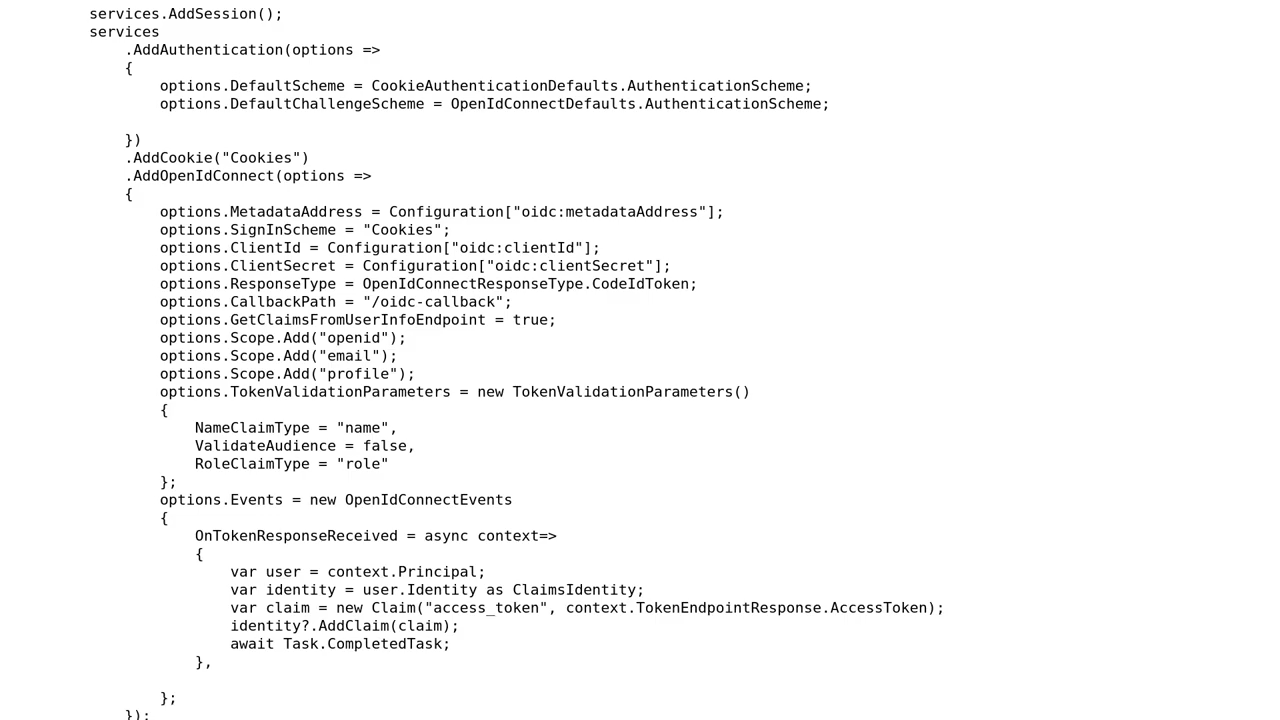 services.AddSession();
services
.AddAuthentication(options =>
{
options.DefaultScheme = CookieAuthenticationDefaults.AuthenticationScheme;
options.DefaultChallengeScheme = OpenIdConnectDefaults.AuthenticationScheme;
})
.AddCookie("Cookies")
.AddOpenIdConnect(options =>
{
options.MetadataAddress = Configuration["oidc:metadataAddress"];
options.SignInScheme = "Cookies";
options.ClientId = Configuration["oidc:clientId"];
options.ClientSecret = Configuration["oidc:clientSecret"];
options.ResponseType = OpenIdConnectResponseType.CodeIdToken;
options.CallbackPath = "/oidc-callback";
options.GetClaimsFromUserInfoEndpoint = true;
options.Scope.Add("openid");
options.Scope.Add("email");
options.Scope.Add("profile");
options.TokenValidationParameters = new TokenValidationParameters()
{
NameClaimType = "name",
ValidateAudience = false,
RoleClaimType = "role"
};
options.Events = new OpenIdConnectEvents
{
OnTokenResponseReceived = async context=>
{
var user = context.Principal;
var identity = user.Identity as ClaimsIdentity;
var claim = new Claim("access_token", context.TokenEndpointResponse.AccessToken);
identity?.AddClaim(claim);
await Task.CompletedTask;
},
};
});